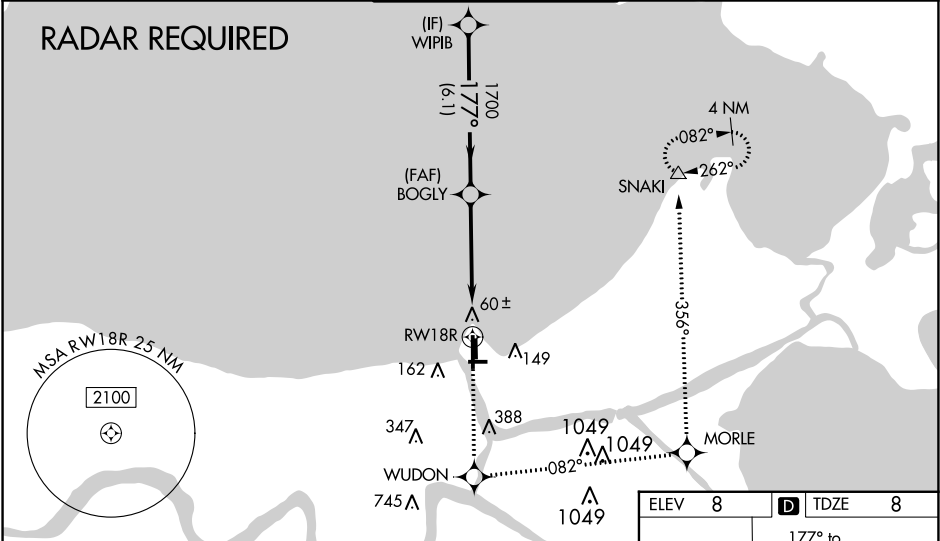 RADAR REQUIRED
(IF)
WIPIB
1700
177°
(6.1)
4 NM
082°
262°
SNAKI
(FAF)
BOGLY
60±
RW18R
149
162
356°
MSA RW18R 25 NM
2100
347
388
1049
1049
MORLE
082°
WUDON
745
1049
ELEV 8 D TDZE 8
177° to